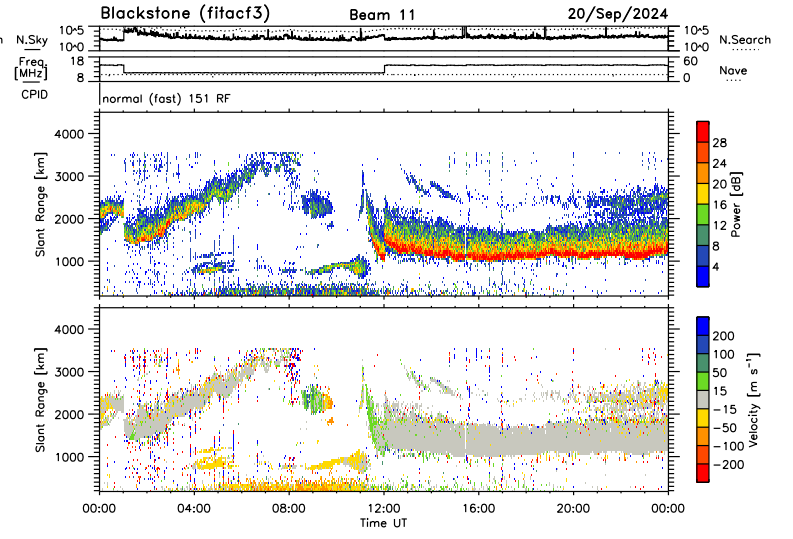 Blackstone (fitacf3)
Beam 11
20/Sep/2024
N.Sky
10^5
10^0
10^5
10^0
N.Search
Freq.
[MHz]
18
8
60
0
Nave
CPID
normal (fast) 151 RF
Slant Range [km]
4000
3000
2000
1000
28
24
20
16
12
8
4
Power [dB]
Slant Range [km]
4000
3000
2000
1000
200
100
50
15
-15
-50
-100
-200
Velocity [m s⁻¹]
00:00
04:00
08:00
12:00
16:00
20:00
00:00
Time UT